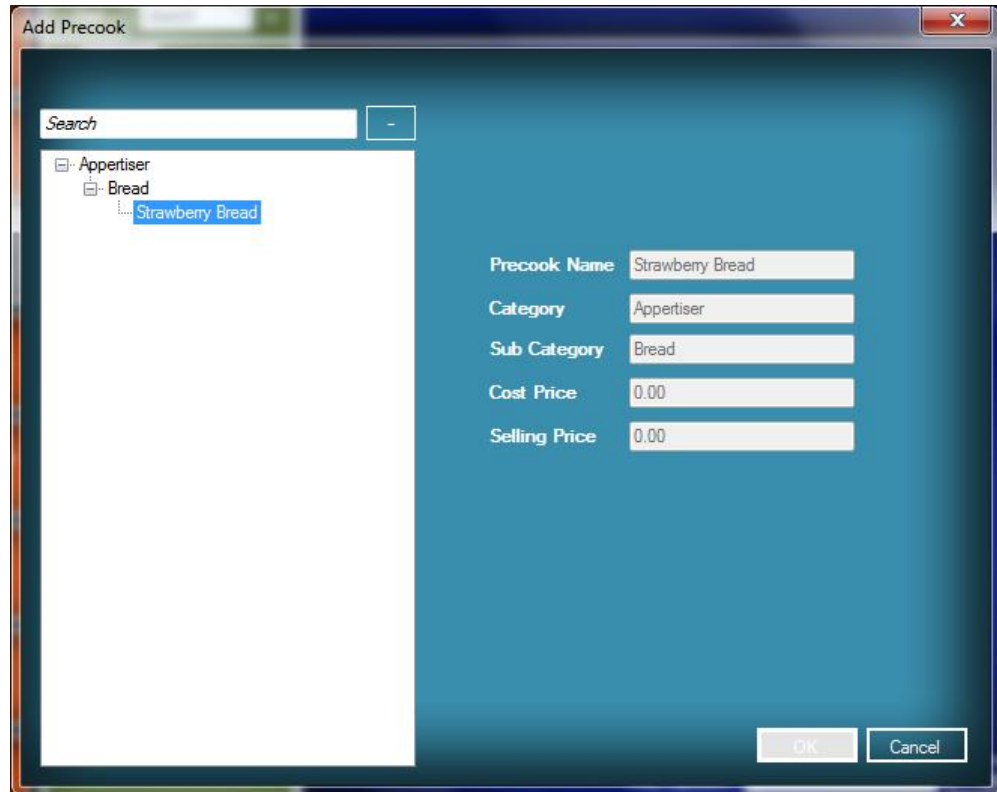 Add Precook
Search
-
Appertiser
Bread
Strawberry Bread
Precook Name Strawberry Bread
Category Appertiser
Sub Category Bread
Cost Price 0.00
Selling Price 0.00
OK Cancel